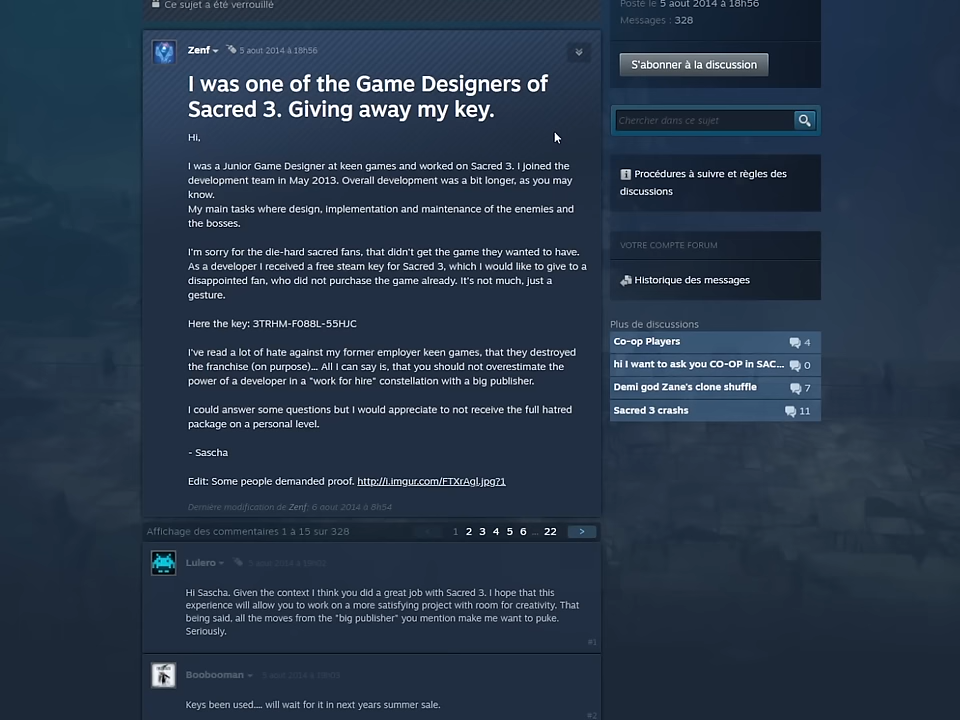 Ce sujet a été verrouillé
Posté le 5 aout 2014 à 18h56
Messages : 328
S'abonner à la discussion
Zenf
5 aout 2014 à 18h56
I was one of the Game Designers of
Sacred 3. Giving away my key.
Hi,
I was a Junior Game Designer at keen games and worked on Sacred 3. I joined the
development team in May 2013. Overall development was a bit longer, as you may
know.
My main tasks where design, implementation and maintenance of the enemies and
the bosses.
I'm sorry for the die-hard sacred fans, that didn't get the game they wanted to have.
As a developer I received a free steam key for Sacred 3, which I would like to give to a
disappointed fan, who did not purchase the game already. It's not much, just a
gesture.
Here the key: 3TRHM-F088L-55HJC
I've read a lot of hate against my former employer keen games, that they destroyed
the franchise (on purpose)... All I can say is, that you should not overestimate the
power of a developer in a "work for hire" constellation with a big publisher.
I could answer some questions but I would appreciate to not receive the full hatred
package on a personal level.
- Sascha
Edit: Some people demanded proof. http://i.imgur.com/FTXrAgl.jpg?1
Dernière modification de Zenf; 6 aout 2014 à 8h54
Affichage des commentaires 1 à 15 sur 328
< 1 2 3 4 5 6 ... 22 >
Lulero
5 aout 2014 à 19h01
Hi Sascha. Given the context I think you did a great job with Sacred 3. I hope that this
experience will allow you to work on a more satisfying project with room for creativity. That
being said, all the moves from the "big publisher" you mention make me want to puke.
Seriously.
#1
Boobooman
5 aout 2014 à 19h03
Keys been used.... will wait for it in next years summer sale.
#2
Chercher dans ce sujet
Procédures à suivre et règles des
discussions
VOTRE COMPTE FORUM
Historique des messages
Plus de discussions
Co-op Players 4
hi I want to ask you CO-OP in SAC... 0
Demi god Zane's clone shuffle 7
Sacred 3 crashs 11